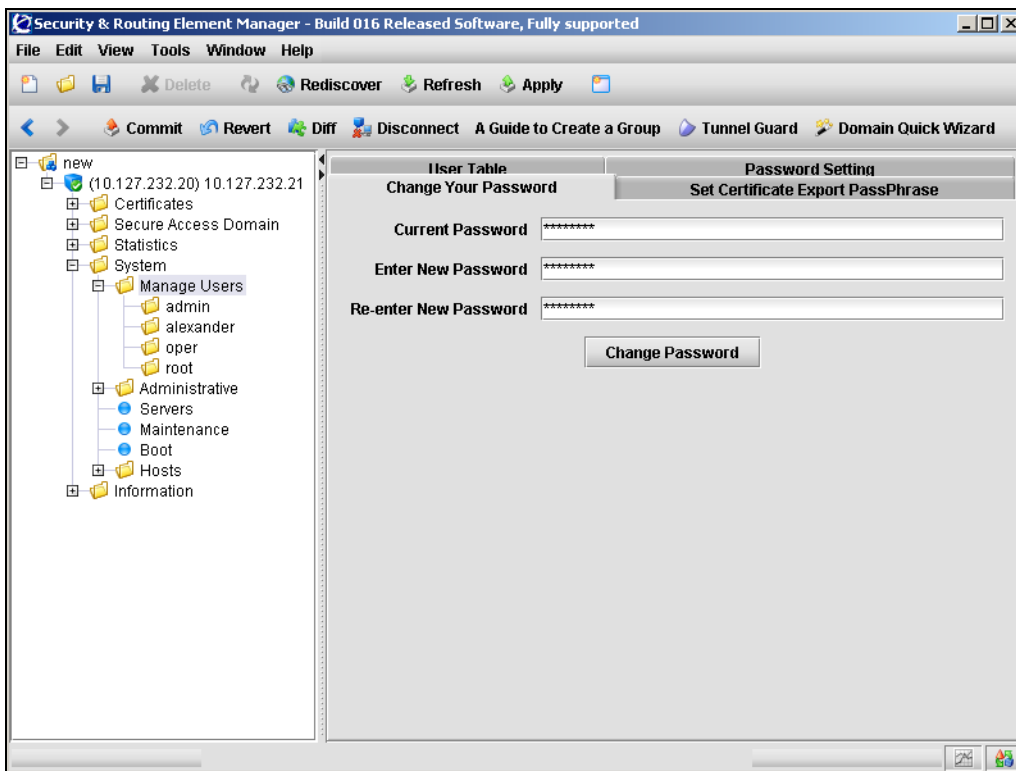 Security & Routing Element Manager - Build 016 Released Software, Fully supported
File Edit View Tools Window Help
Delete Rediscover Refresh Apply
Commit Revert Diff Disconnect A Guide to Create a Group Tunnel Guard Domain Quick Wizard
new
(10.127.232.20) 10.127.232.21
Certificates
Secure Access Domain
Statistics
System
Manage Users
admin
alexander
oper
root
Administrative
Servers
Maintenance
Boot
Hosts
Information
User Table Password Setting
Change Your Password Set Certificate Export PassPhrase
Current Password ********
Enter New Password ********
Re-enter New Password ********
Change Password